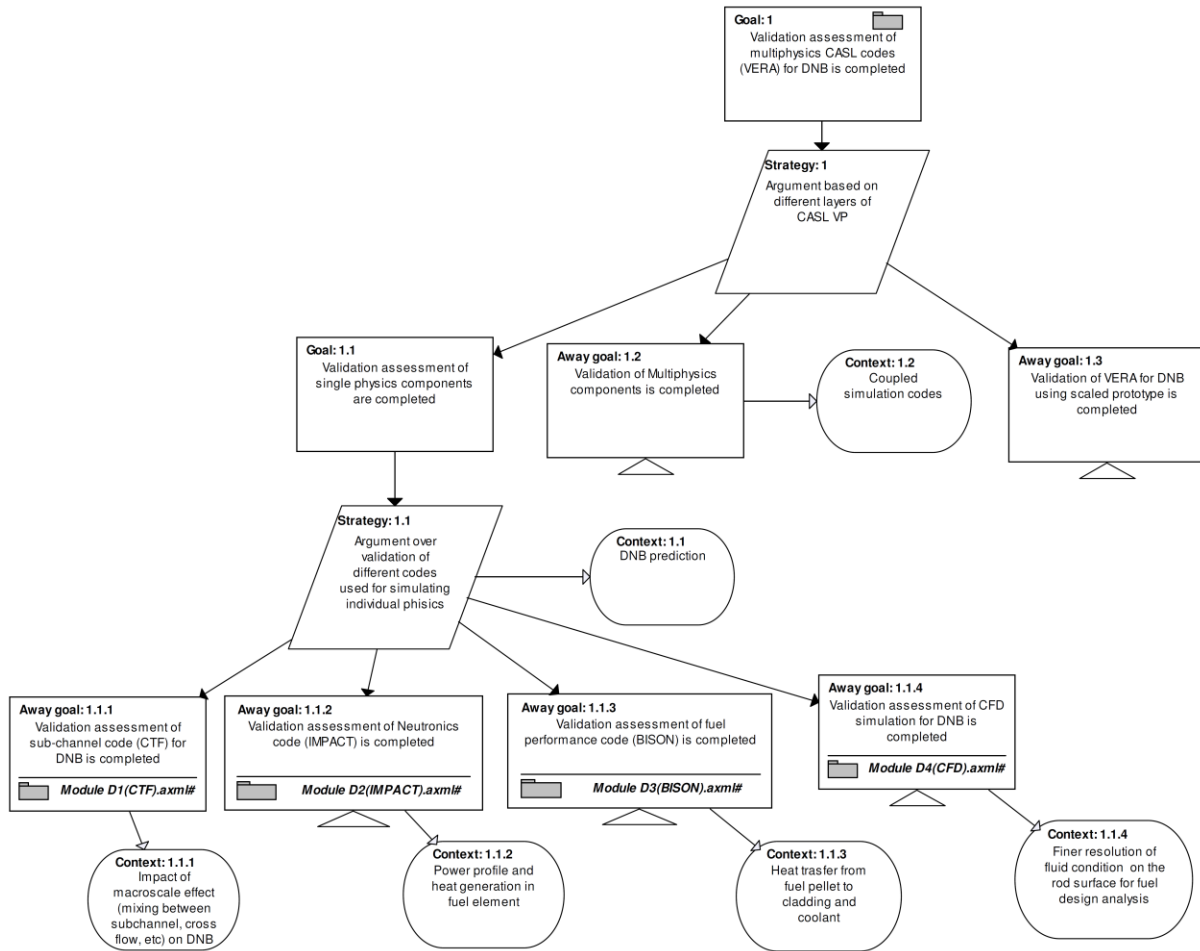 Goal: 1
Validation assessment of
multiphysics CASL codes
(VERA) for DNB is
completed
Strategy: 1
Argument based on
different layers of
CASL VP
Goal: 1.1
Validation assessment of
single physics components
are completed
Away goal: 1.2
Validation of Multiphysics
components is completed
Context: 1.2
Coupled
simulation codes
Away goal: 1.3
Validation of VERA for DNB
using scaled prototype is
completed
Strategy: 1.1
Argument over
validation of
different codes
used for simulating
individual phisics
Context: 1.1
DNB prediction
Away goal: 1.1.1
Validation assessment of
sub-channel code (CTF) for
DNB is completed
Module D1(CTF).axml#
Away goal: 1.1.2
Validation assessment of Neutronics
code (IMPACT) is completed
Module D2(IMPACT).axml#
Away goal: 1.1.3
Validation assessment of fuel
performance code (BISON) is completed
Module D3(BISON).axml#
Away goal: 1.1.4
Validation assessment of CFD
simulation for DNB is
completed
Module D4(CFD).axml#
Context: 1.1.1
Impact of
macroscale effect
(mixing between
subchannel, cross
flow, etc) on DNB
Context: 1.1.2
Power profile and
heat generation in
fuel element
Context: 1.1.3
Heat trasfer from
fuel pellet to
cladding and
coolant
Context: 1.1.4
Finer resolution of
fluid condition on the
rod surface for fuel
design analysis